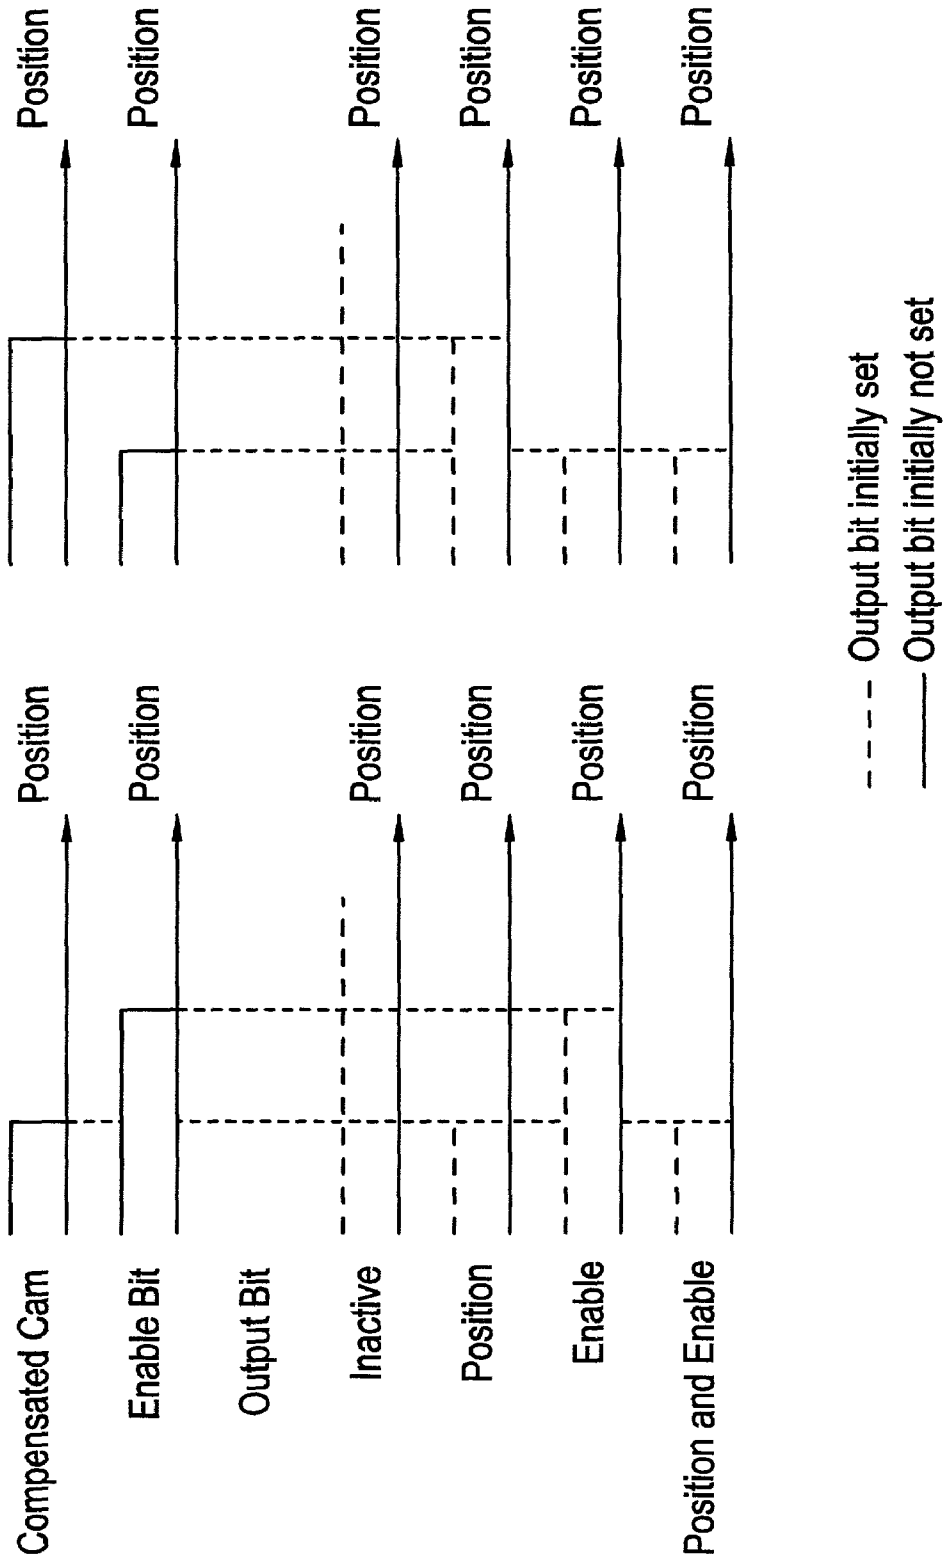 Compensated Cam
Position
Position
Enable Bit
Position
Position
Output Bit
Inactive
Position
Position
Position
Position
Position
Enable
Position
Position
Position and Enable
Position
Position
Output bit initially set
Output bit initially not set